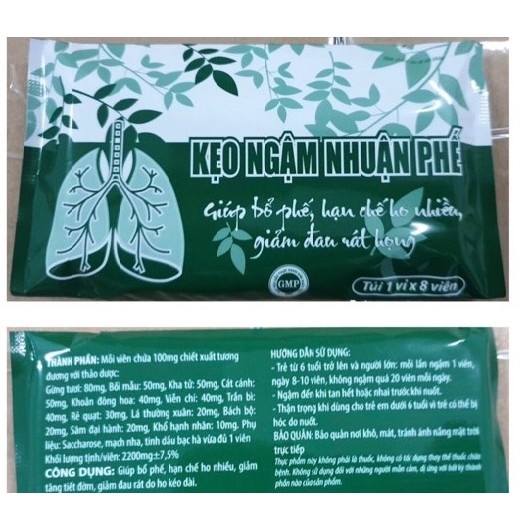 KẸO NGẬM NHUẬN PHẾ
Giúp bổ phế, hạn chế ho nhiều,
giảm đau rát họng
GMP
Túi 1 vỉ x 8 viên
THÀNH PHẦN: Mỗi viên chứa 100mg chiết xuất tương
đương với thảo dược:
Gừng tươi: 80mg, Bối mẫu: 50mg, Kha tử: 50mg, Cát cánh:
50mg, Khoản đông hoa: 40mg, Viễn chí: 40mg, Trần bì:
40mg, Rẻ quạt: 30mg, Lá thường xuân: 20mg, Bách bộ:
20mg, Sâm đại hành: 20mg, Khổ hạnh nhân: 10mg. Phụ
liệu: Saccharose, mạch nha, tinh dầu bạc hà vừa đủ 1 viên
Khối lượng tịnh/viên: 2200mg±7,5%
CÔNG DỤNG: Giúp bổ phế, hạn chế ho nhiều, giảm
tăng tiết đờm, giảm đau rát do ho kéo dài.
HƯỚNG DẪN SỬ DỤNG:
- Trẻ từ 6 tuổi trở lên và người lớn: mỗi lần ngậm 1 viên,
ngày 8-10 viên, không ngậm quá 20 viên mỗi ngày.
- Ngậm đến khi tan hết hoặc nhai trước khi nuốt.
- Thận trọng khi dùng cho trẻ em dưới 6 tuổi vì trẻ có thể bị
hóc do nuốt.
BẢO QUẢN: Bảo quản nơi khô, mát, tránh ánh nắng mặt trời
trực tiếp
Thực phẩm này không phải là thuốc, không có tác dụng thay thế thuốc chữa
bệnh. Không sử dụng đối với những người mẫn cảm, dị ứng với bất kỳ thành
phần nào của sản phẩm.